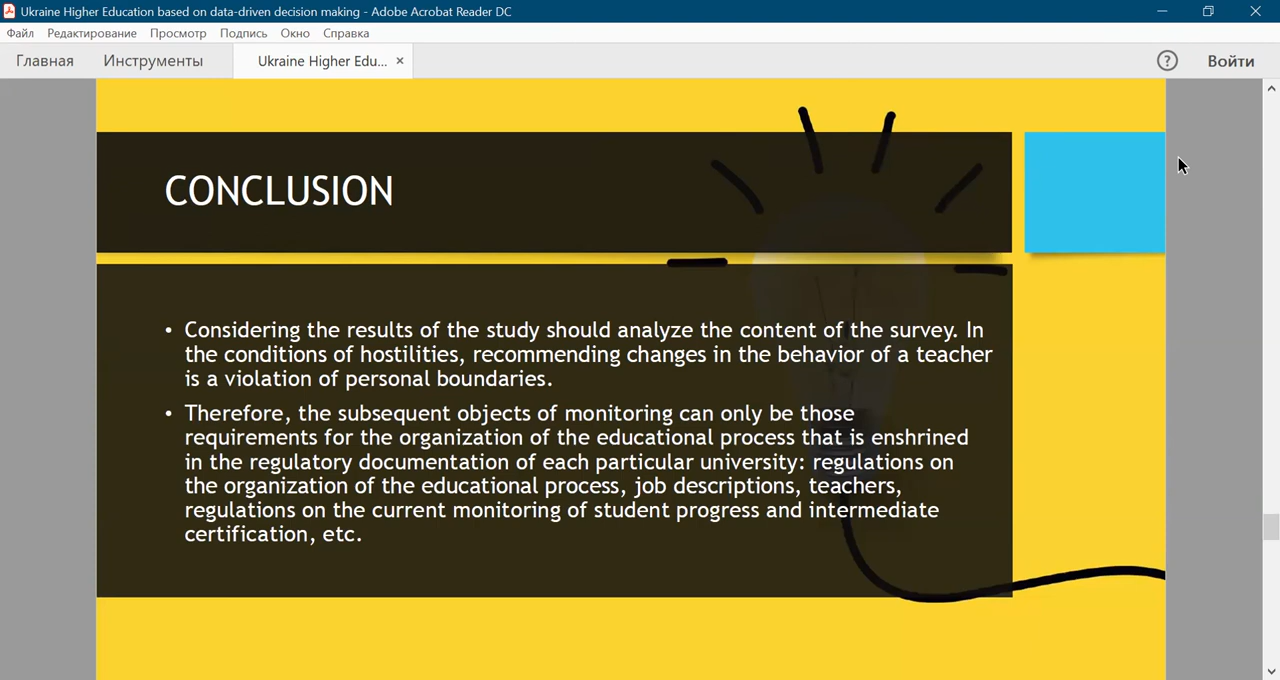 Ukraine Higher Education based on data-driven decision making - Adobe Acrobat Reader DC
Файл Редактирование Просмотр Подпись Окно Справка
Главная Инструменты Ukraine Higher Edu... × ? Войти
CONCLUSION
• Considering the results of the study should analyze the content of the survey. In
the conditions of hostilities, recommending changes in the behavior of a teacher
is a violation of personal boundaries.
• Therefore, the subsequent objects of monitoring can only be those
requirements for the organization of the educational process that is enshrined
in the regulatory documentation of each particular university: regulations on
the organization of the educational process, job descriptions, teachers,
regulations on the current monitoring of student progress and intermediate
certification, etc.